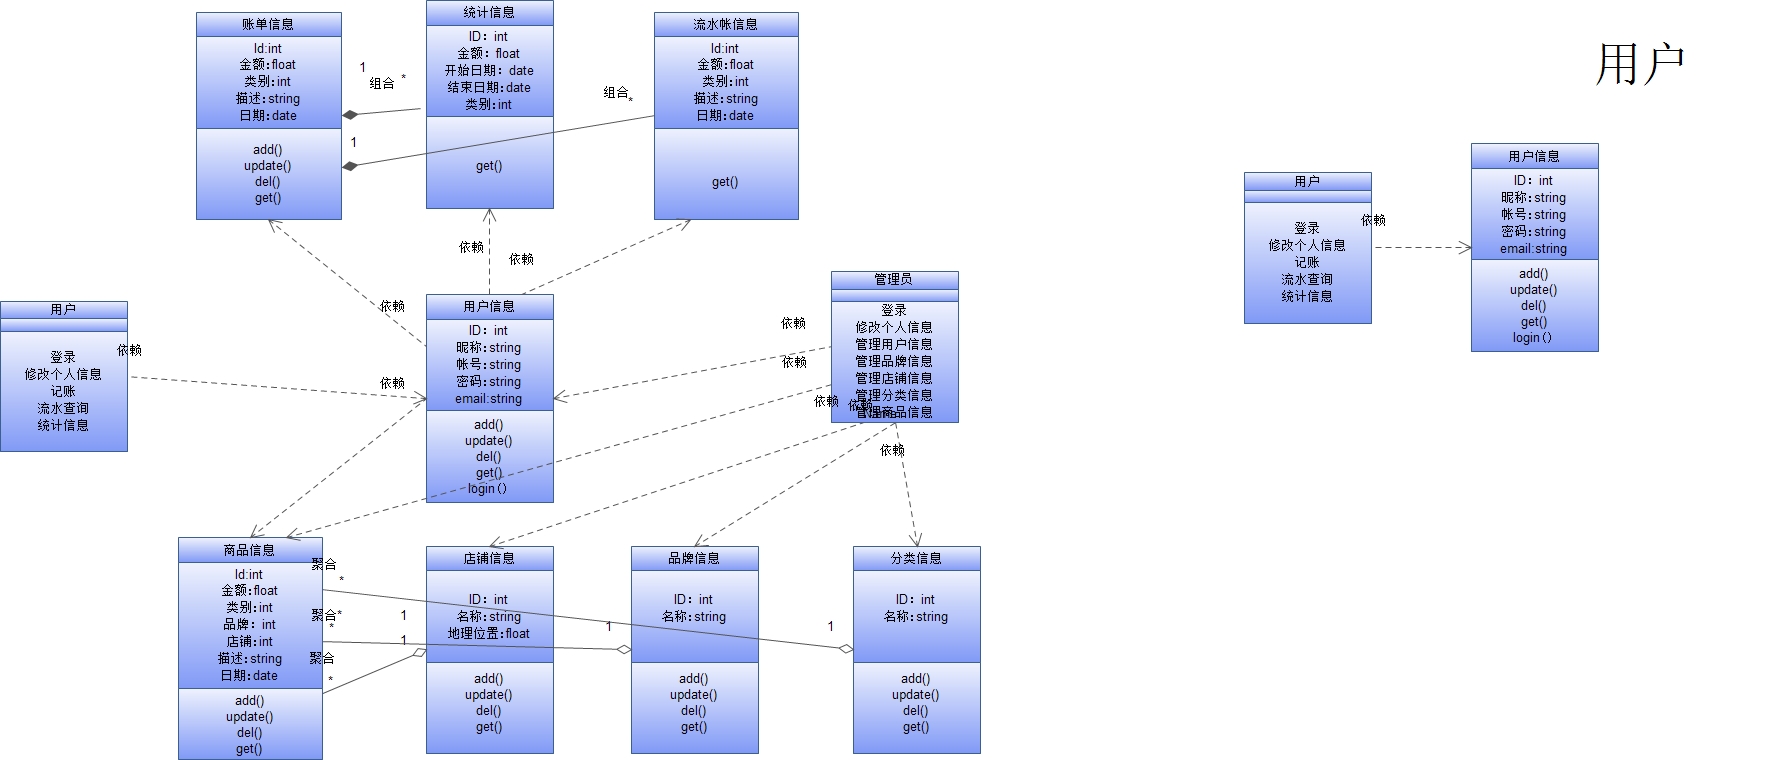 账单信息
Id:int
金额:float
类别:int
描述:string
日期:date
add()
update()
del()
get()
统计信息
ID：int
金额：float
开始日期：date
结束日期:date
类别:int
get()
流水帐信息
Id:int
金额:float
类别:int
描述:string
日期:date
get()
1
组合
*
1
组合
*
用户
用户
登录
修改个人信息
记账
流水查询
统计信息
依赖
用户信息
ID：int
昵称:string
帐号:string
密码:string
email:string
add()
update()
del()
get()
login()
依赖
依赖
依赖
用户
登录
修改个人信息
记账
流水查询
统计信息
依赖
依赖
用户信息
ID：int
昵称:string
帐号:string
密码:string
email:string
add()
update()
del()
get()
login()
管理员
登录
修改个人信息
管理用户信息
管理品牌信息
管理店铺信息
管理分类信息
管理商品信息
依赖
依赖
依赖
依赖
依赖
商品信息
Id:int
金额:float
类别:int
品牌：int
店铺:int
描述:string
日期:date
add()
update()
del()
get()
聚合
*
聚合*
*
聚合
*
1
1
1
1
店铺信息
ID：int
名称:string
地理位置:float
add()
update()
del()
get()
品牌信息
ID：int
名称:string
add()
update()
del()
get()
分类信息
ID：int
名称:string
add()
update()
del()
get()